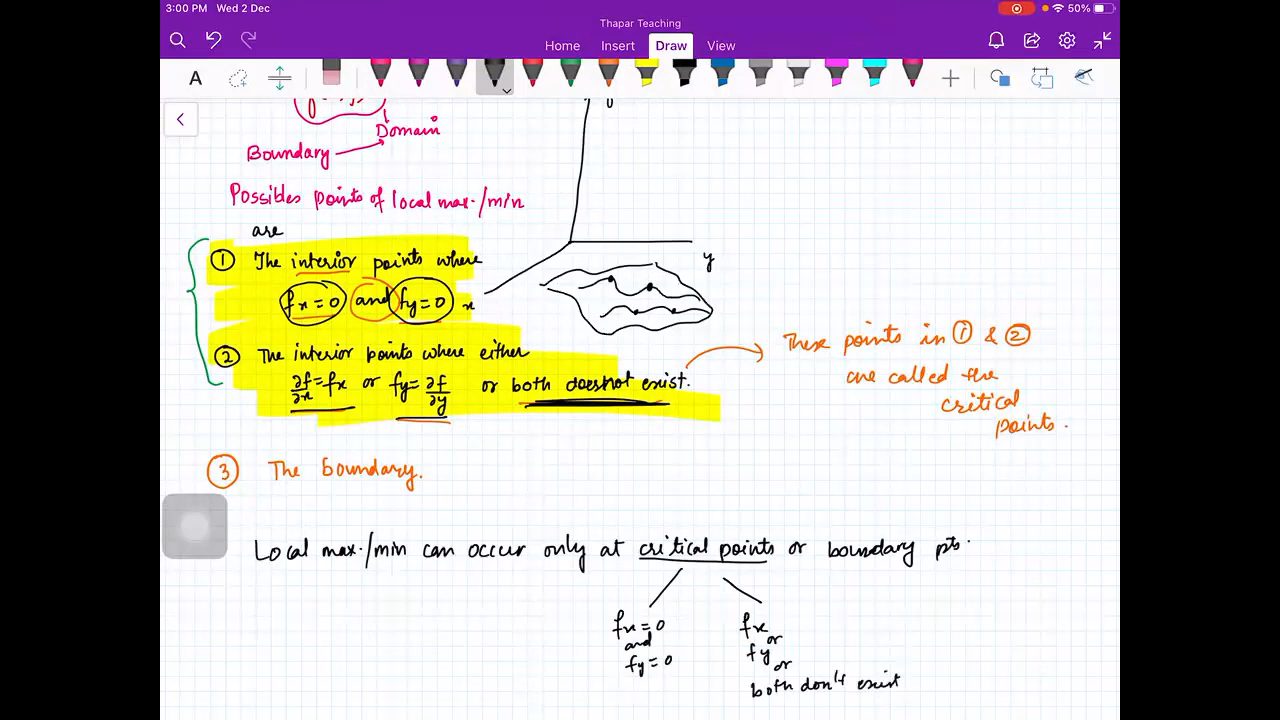 3:00 PM Wed 2 Dec
50%
Thapar Teaching
Home Insert Draw View
A
Domain
Boundary
Possibles points of local max./min
are
① The interior points where
fx = 0 and fy = 0
x
y
② The interior points where either
∂f/∂x = fx or fy = ∂f/∂y or both does not exist.
These points in ① & ②
are called the
critical
points.
③ The boundary.
Local max./min can occur only at critical points or boundary pts.
fx = 0
and
fy = 0
fx
or
fy
or
both don't exist